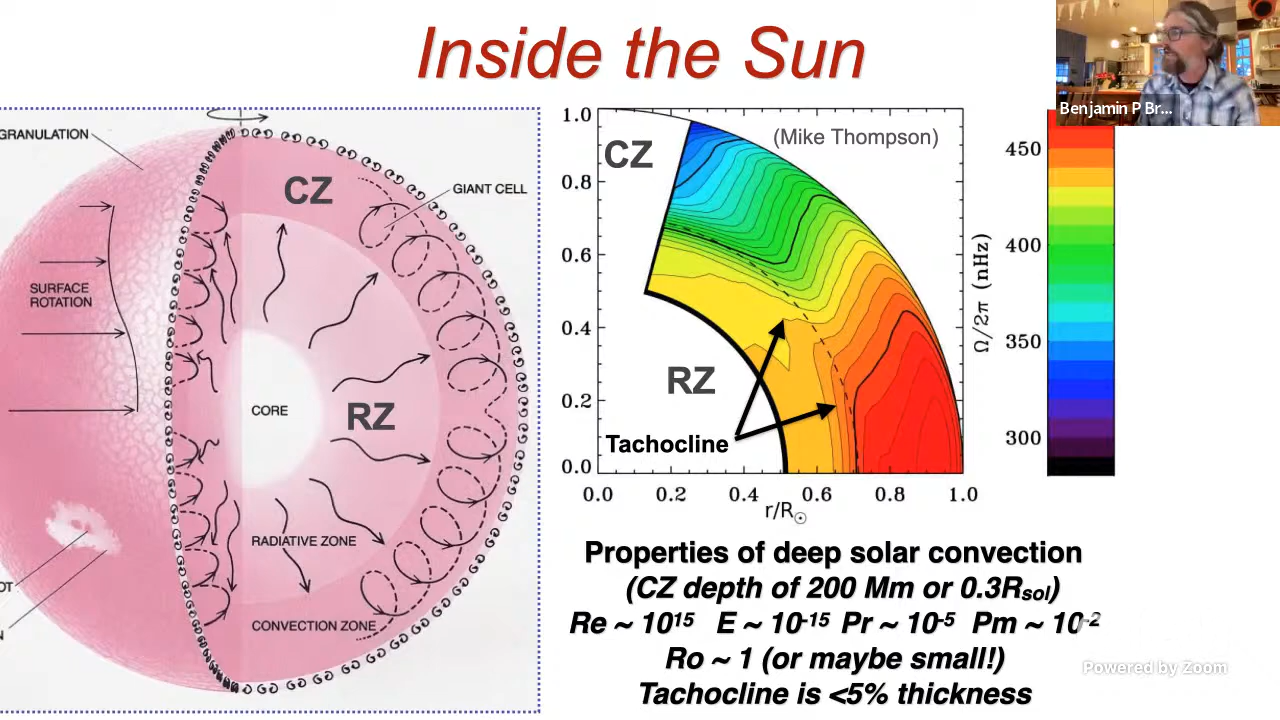 Inside the Sun
Benjamin P Br...
GRANULATION
CZ
GIANT CELL
SURFACE
ROTATION
CORE
RZ
RADIATIVE ZONE
OT
N
CONVECTION ZONE
(Mike Thompson)
CZ
RZ
Tachocline
1.0
0.8
0.6
0.4
0.2
0.0
0.0 0.2 0.4 0.6 0.8 1.0
r/R☉
Ω/2π (nHz)
450
400
350
300
Properties of deep solar convection
(CZ depth of 200 Mm or 0.3Rsol)
Re ~ 10¹⁵ E ~ 10⁻¹⁵ Pr ~ 10⁻⁵ Pm ~ 10⁻²
Ro ~ 1 (or maybe small!)
Tachocline is <5% thickness
Powered by Zoom